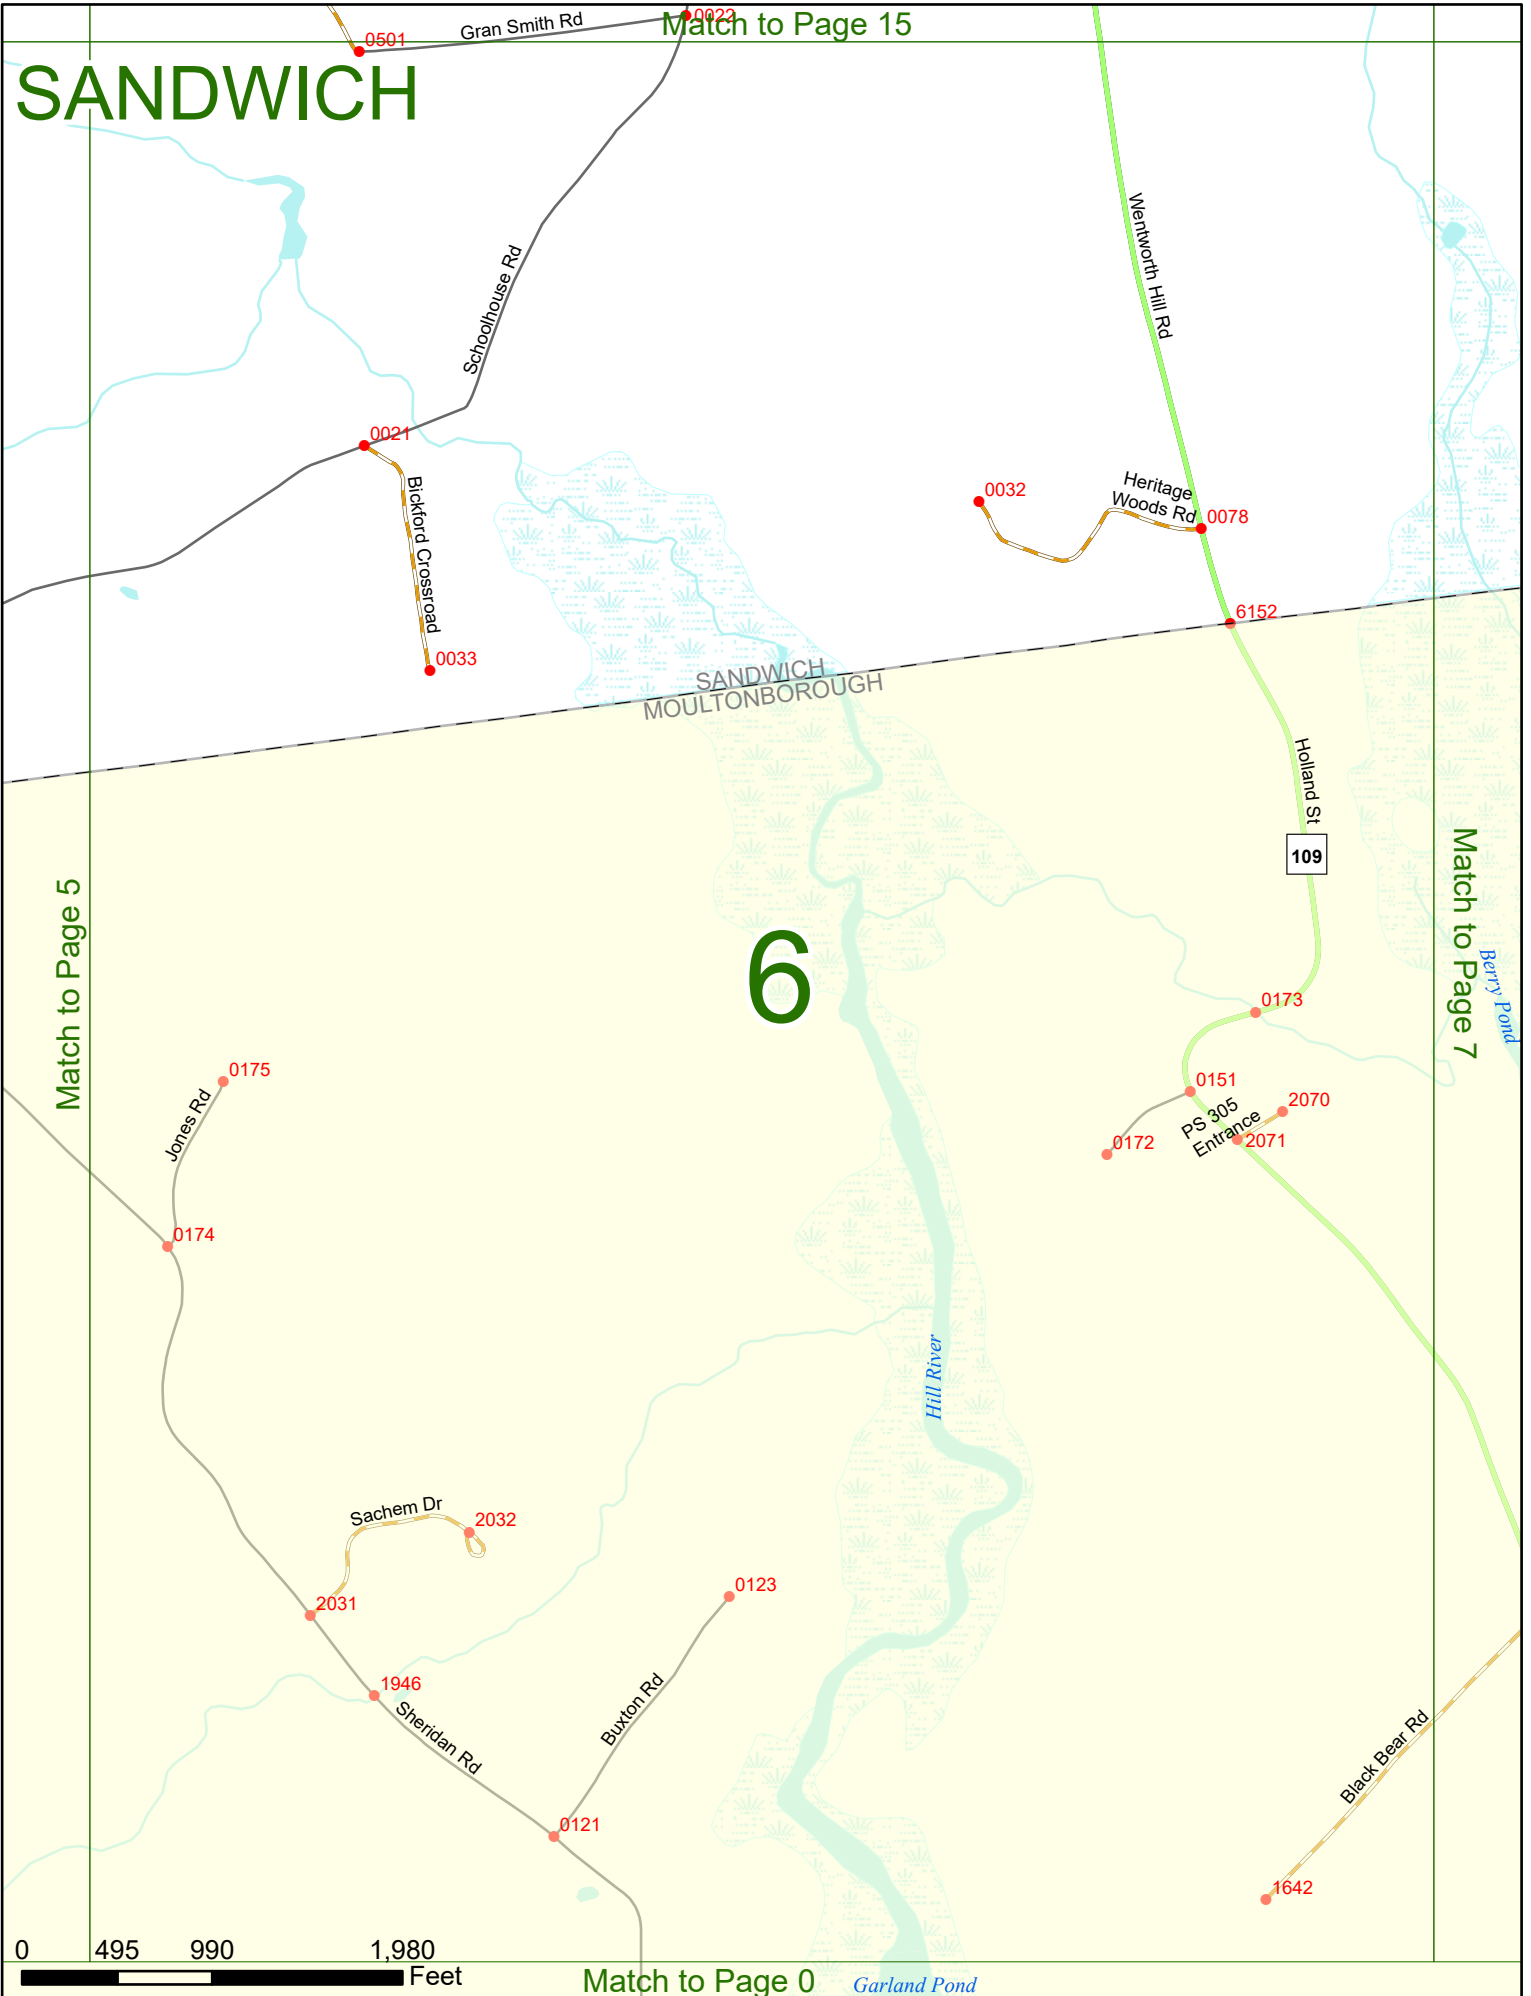 Match to Page 15
0022
Gran Smith Rd
0501
SANDWICH
Wentworth Hill Rd
Schoolhouse Rd
0021
Bickford Crossroad
0032
Heritage
Woods Rd
0078
6152
0033
SANDWICH
MOULTONBOROUGH
Holland St
109
Match to Page 5
Match to Page 7
6
Berry Pond
0173
0175
Jones Rd
0151
2070
PS 305
Entrance
2071
0172
0174
Hill River
Sachem Dr
2032
0123
2031
1946
Sheridan Rd
Buxton Rd
Black Bear Rd
0121
1642
0 495 990 1,980
Feet
Match to Page 0
Garland Pond